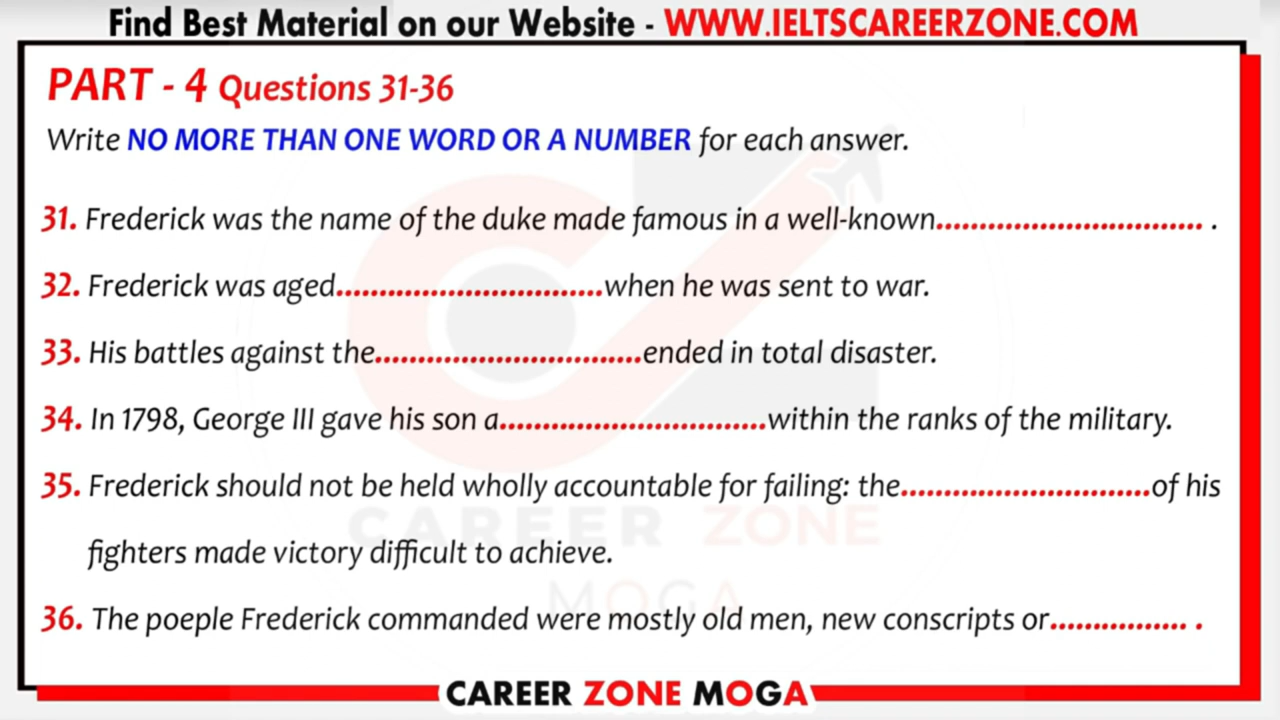 Find Best Material on our Website - WWW.IELTSCAREERZONE.COM
PART - 4 Questions 31-36
Write NO MORE THAN ONE WORD OR A NUMBER for each answer.
31. Frederick was the name of the duke made famous in a well-known............................... .
32. Frederick was aged...............................when he was sent to war.
33. His battles against the...............................ended in total disaster.
34. In 1798, George III gave his son a...............................within the ranks of the military.
35. Frederick should not be held wholly accountable for failing: the.............................of his
fighters made victory difficult to achieve.
CAREER ZONE
MOGA
36. The poeple Frederick commanded were mostly old men, new conscripts or................ .
CAREER ZONE MOGA